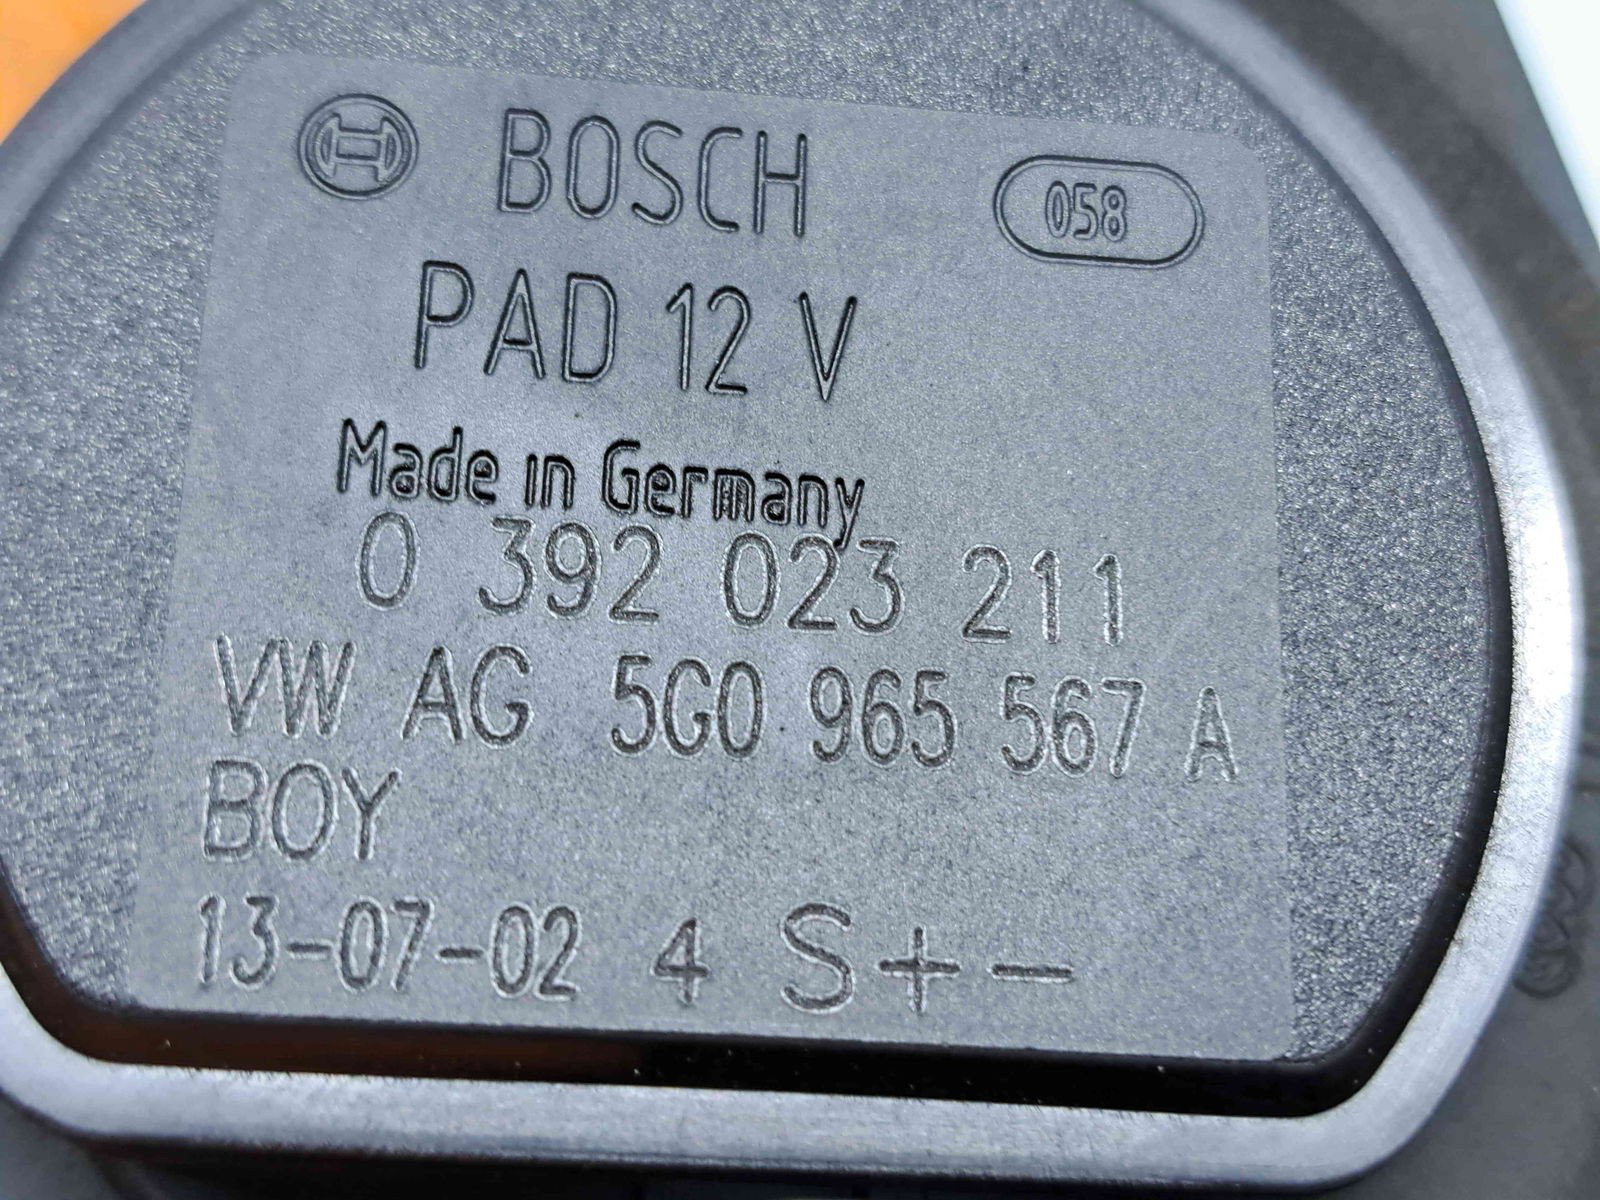 BOSCH
058
PAD 12 V
Made in Germany
0 392 023 211
VW AG 5G0 965 567 A
BOY
13-07-02 4 S + -